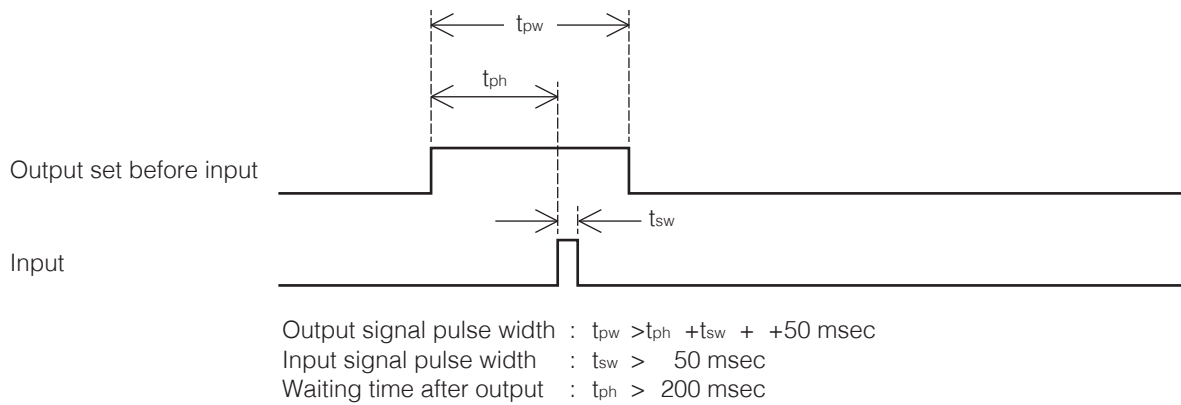 tpw
tph
Output set before input
tsw
Input
Output signal pulse width : tpw >tph +tsw + +50 msec
Input signal pulse width : tsw > 50 msec
Waiting time after output : tph > 200 msec